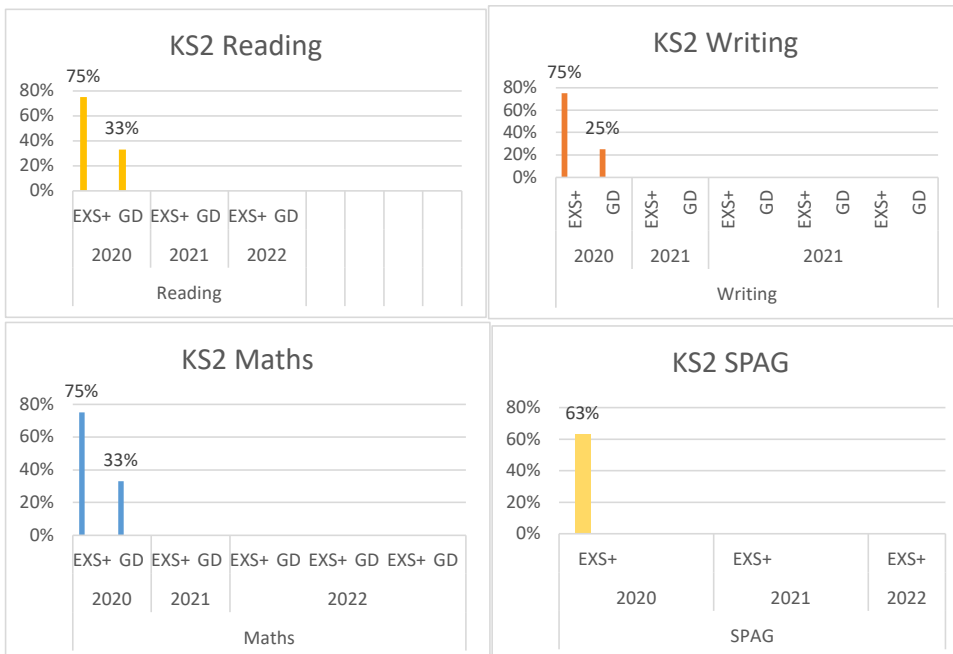 KS2 Reading
75%
33%
80%
60%
40%
20%
0%
EXS+ GD EXS+ GD EXS+ GD
2020 2021 2022
Reading
KS2 Writing
75%
25%
80%
60%
40%
20%
0%
EXS+ GD EXS+ GD EXS+ GD EXS+ GD EXS+ GD
2020 2021 2021
Writing
KS2 Maths
75%
33%
80%
60%
40%
20%
0%
EXS+ GD EXS+ GD EXS+ GD EXS+ GD EXS+ GD
2020 2021 2022
Maths
KS2 SPAG
63%
80%
60%
40%
20%
0%
EXS+ EXS+ EXS+
2020 2021 2022
SPAG